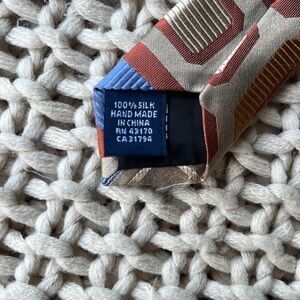 100% SILK
HAND MADE
IN CHINA
RN 43170
CA 31794